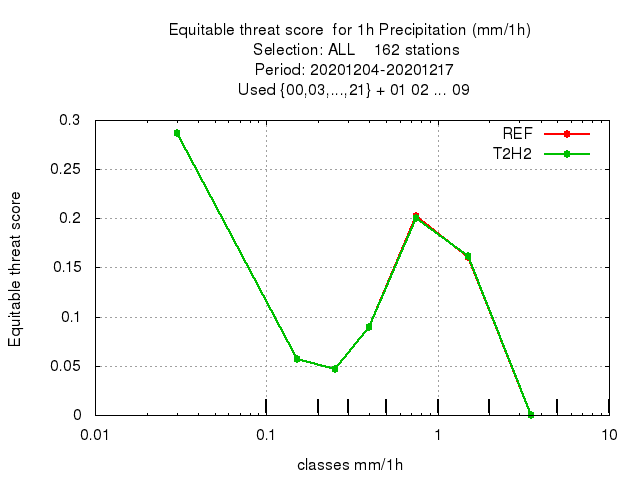 Equitable threat score  for 1h Precipitation (mm/1h)
Selection: ALL    162 stations
Period: 20201204-20201217
Used {00,03,...,21} + 01 02 ... 09
REF
T2H2
0.3
0.25
0.2
0.15
0.1
0.05
0
Equitable threat score
0.01 0.1 1 10
classes mm/1h